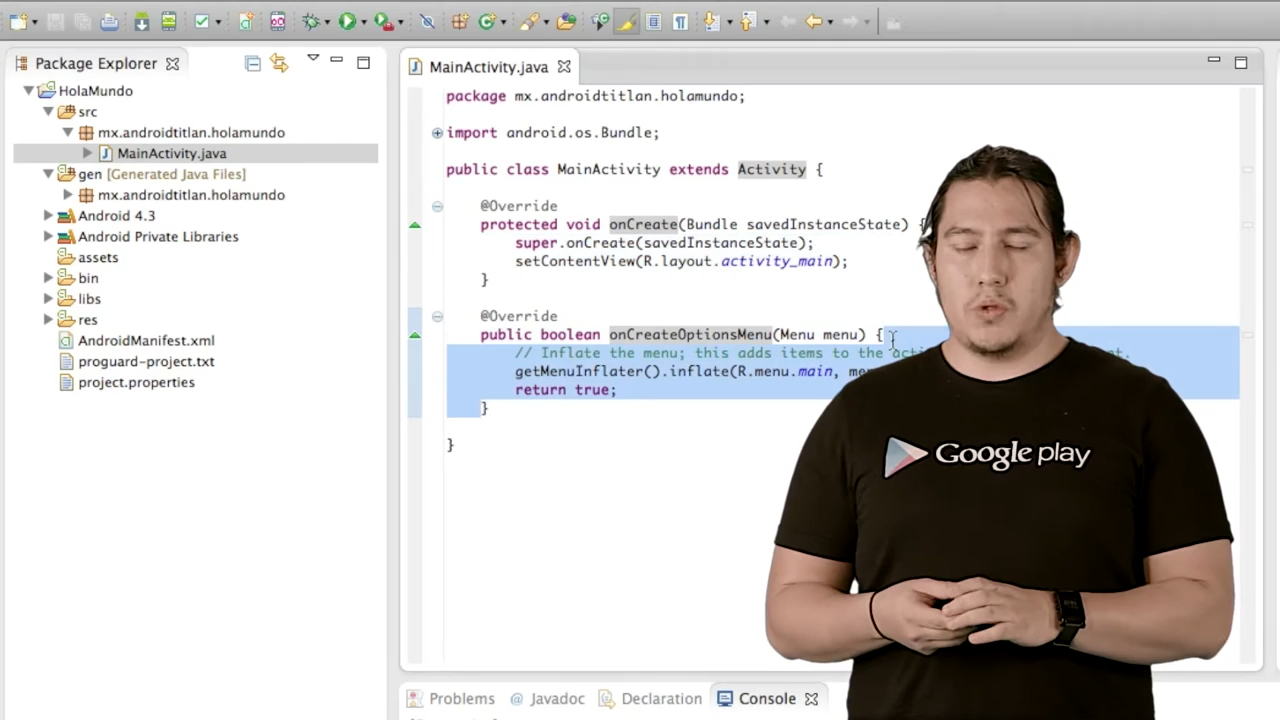 Package Explorer
HolaMundo
src
mx.androidtitlan.holamundo
MainActivity.java
gen [Generated Java Files]
mx.androidtitlan.holamundo
Android 4.3
Android Private Libraries
assets
bin
libs
res
AndroidManifest.xml
proguard-project.txt
project.properties
MainActivity.java
package mx.androidtitlan.holamundo;
import android.os.Bundle;
public class MainActivity extends Activity {
@Override
protected void onCreate(Bundle savedInstanceState) {
super.onCreate(savedInstanceState);
setContentView(R.layout.activity_main);
}
@Override
public boolean onCreateOptionsMenu(Menu menu) {
// Inflate the menu; this adds items to the
getMenuInflater().inflate(R.menu.main,
return true;
}
}
Google play
Problems @ Javadoc Declaration Console